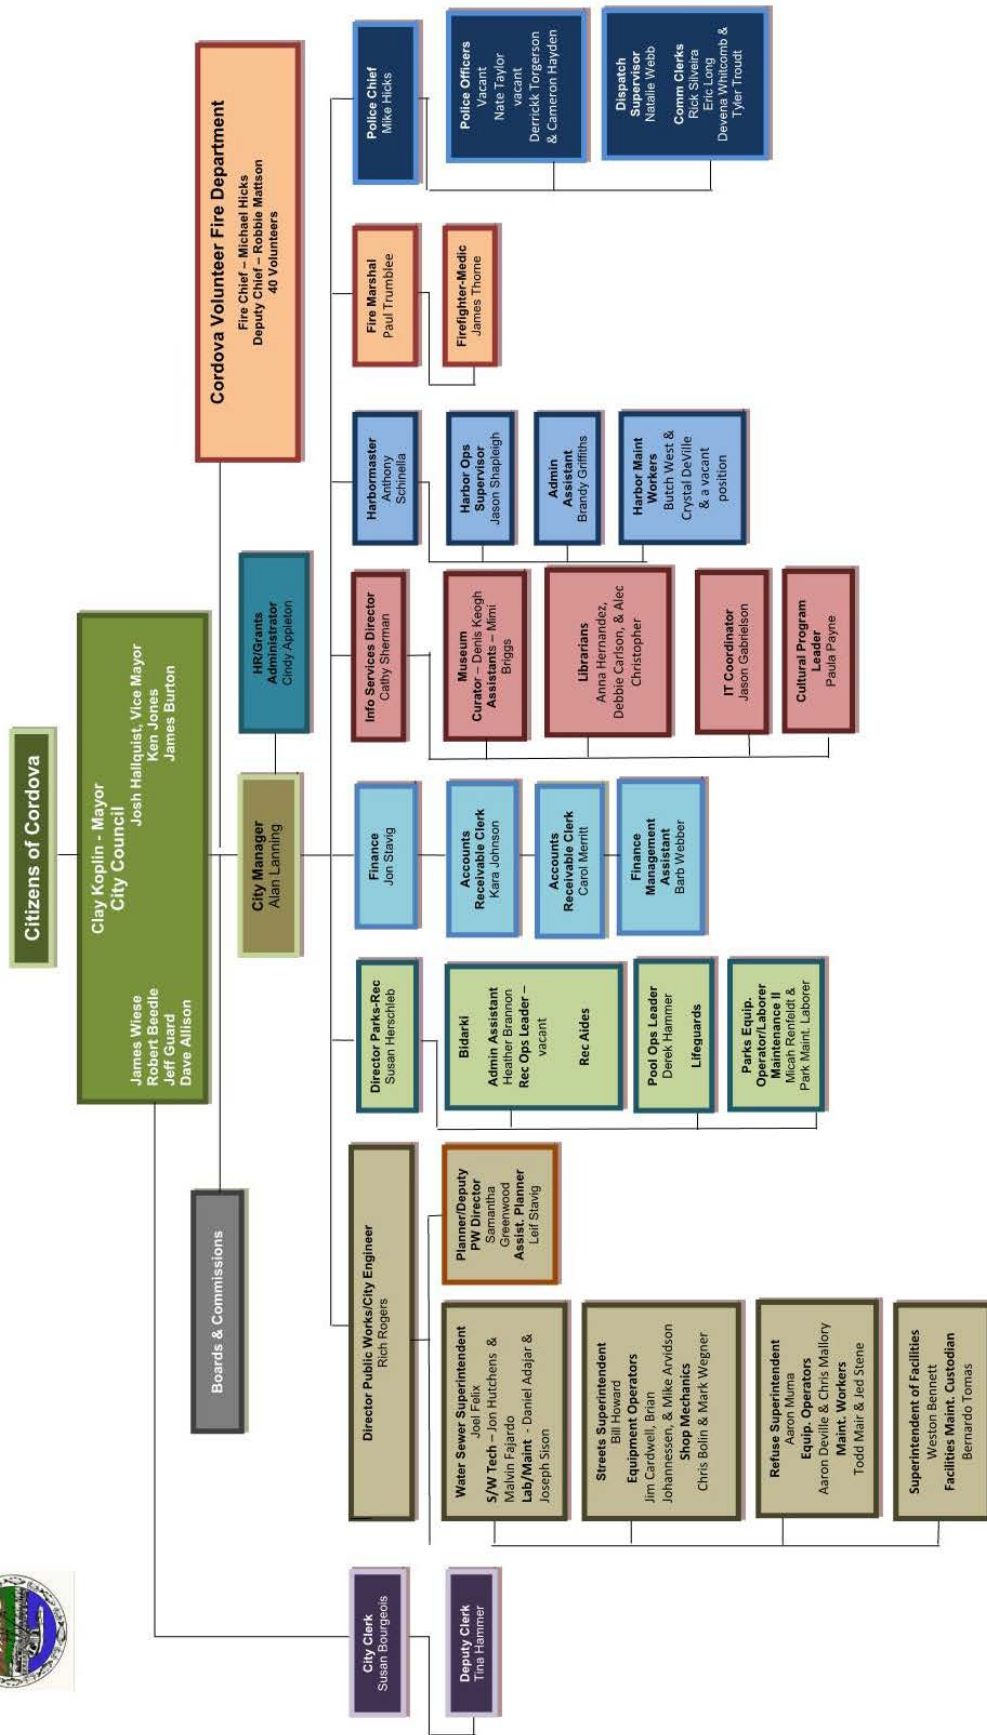 Citizens of Cordova
Clay Koplin - Mayor
City Council
James Wiese
Robert Beedle
Jeff Guard
Dave Allison
Josh Hallquist, Vice Mayor
Ken Jones
James Burton
Boards & Commissions
Cordova Volunteer Fire Department
Fire Chief – Michael Hicks
Deputy Chief – Robbie Mattson
40 Volunteers
City Manager
Alan Lanning
HR/Grants
Administrator
Cindy Appleton
City Clerk
Susan Bourgeois
Deputy Clerk
Tina Hammer
Director Public Works/City Engineer
Rich Rogers
Water Sewer Superintendent
Joel Felix
S/W Tech – Jon Hutchens &
Malvin Fajardo
Lab/Maint - Daniel Adajar &
Joseph Sison
Planner/Deputy
PW Director
Samantha
Greenwood
Assist. Planner
Leif Stavig
Streets Superintendent
Bill Howard
Equipment Operators
Jim Cardwell, Brian
Johannessen, & Mike Arvidson
Shop Mechanics
Chris Bolin & Mark Wegner
Refuse Superintendent
Aaron Muma
Equip. Operators
Aaron Deville & Chris Mallory
Maint. Workers
Todd Mair & Jed Stene
Superintendent of Facilities
Weston Bennett
Facilities Maint. Custodian
Bernardo Tomas
Director Parks-Rec
Susan Herschleb
Bidarki
Admin Assistant
Heather Brannon
Rec Ops Leader –
vacant
Rec Aides
Pool Ops Leader
Derek Hammer
Lifeguards
Parks Equip.
Operator/Laborer
Maintenance II
Micah Renfeldt &
Park Maint. Laborer
Finance
Jon Stavig
Accounts
Receivable Clerk
Kara Johnson
Accounts
Receivable Clerk
Carol Merritt
Finance
Management
Assistant
Barb Webber
Info Services Director
Cathy Sherman
Museum
Curator – Denis Keogh
Assistants – Mimi
Briggs
Librarians
Anna Hernandez,
Debbie Carlson, & Alec
Christopher
IT Coordinator
Jason Gabrielson
Cultural Program
Leader
Paula Payne
Harbormaster
Anthony
Schinella
Harbor Ops
Supervisor
Jason Shapleigh
Admin
Assistant
Brandy Griffiths
Harbor Maint
Workers
Butch West &
Crystal DeVille
& a vacant
position
Fire Marshal
Paul Trumblee
Firefighter-Medic
James Thorne
Police Chief
Mike Hicks
Police Officers
Vacant
Nate Taylor
vacant
Derrickk Torgerson
& Cameron Hayden
Dispatch
Supervisor
Natalie Webb
Comm Clerks
Rick Silveira
Eric Long
Devena Whitcomb &
Tyler Troudt